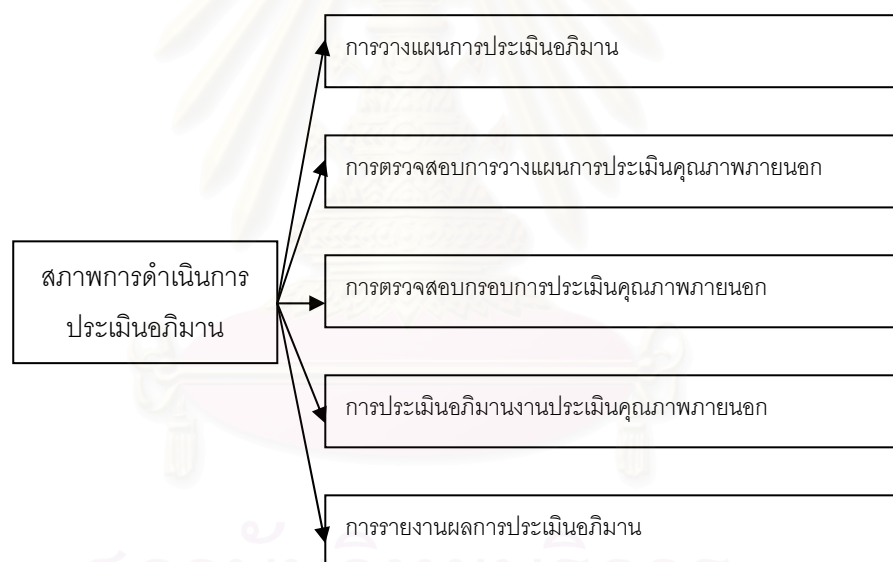 การวางแผนการประเมินอภิมาน
การตรวจสอบการวางแผนการประเมินคุณภาพภายนอก
สภาพการดำเนินการ
ประเมินอภิมาน
การตรวจสอบกรอบการประเมินคุณภาพภายนอก
การประเมินอภิมานงานประเมินคุณภาพภายนอก
การรายงานผลการประเมินอภิมาน